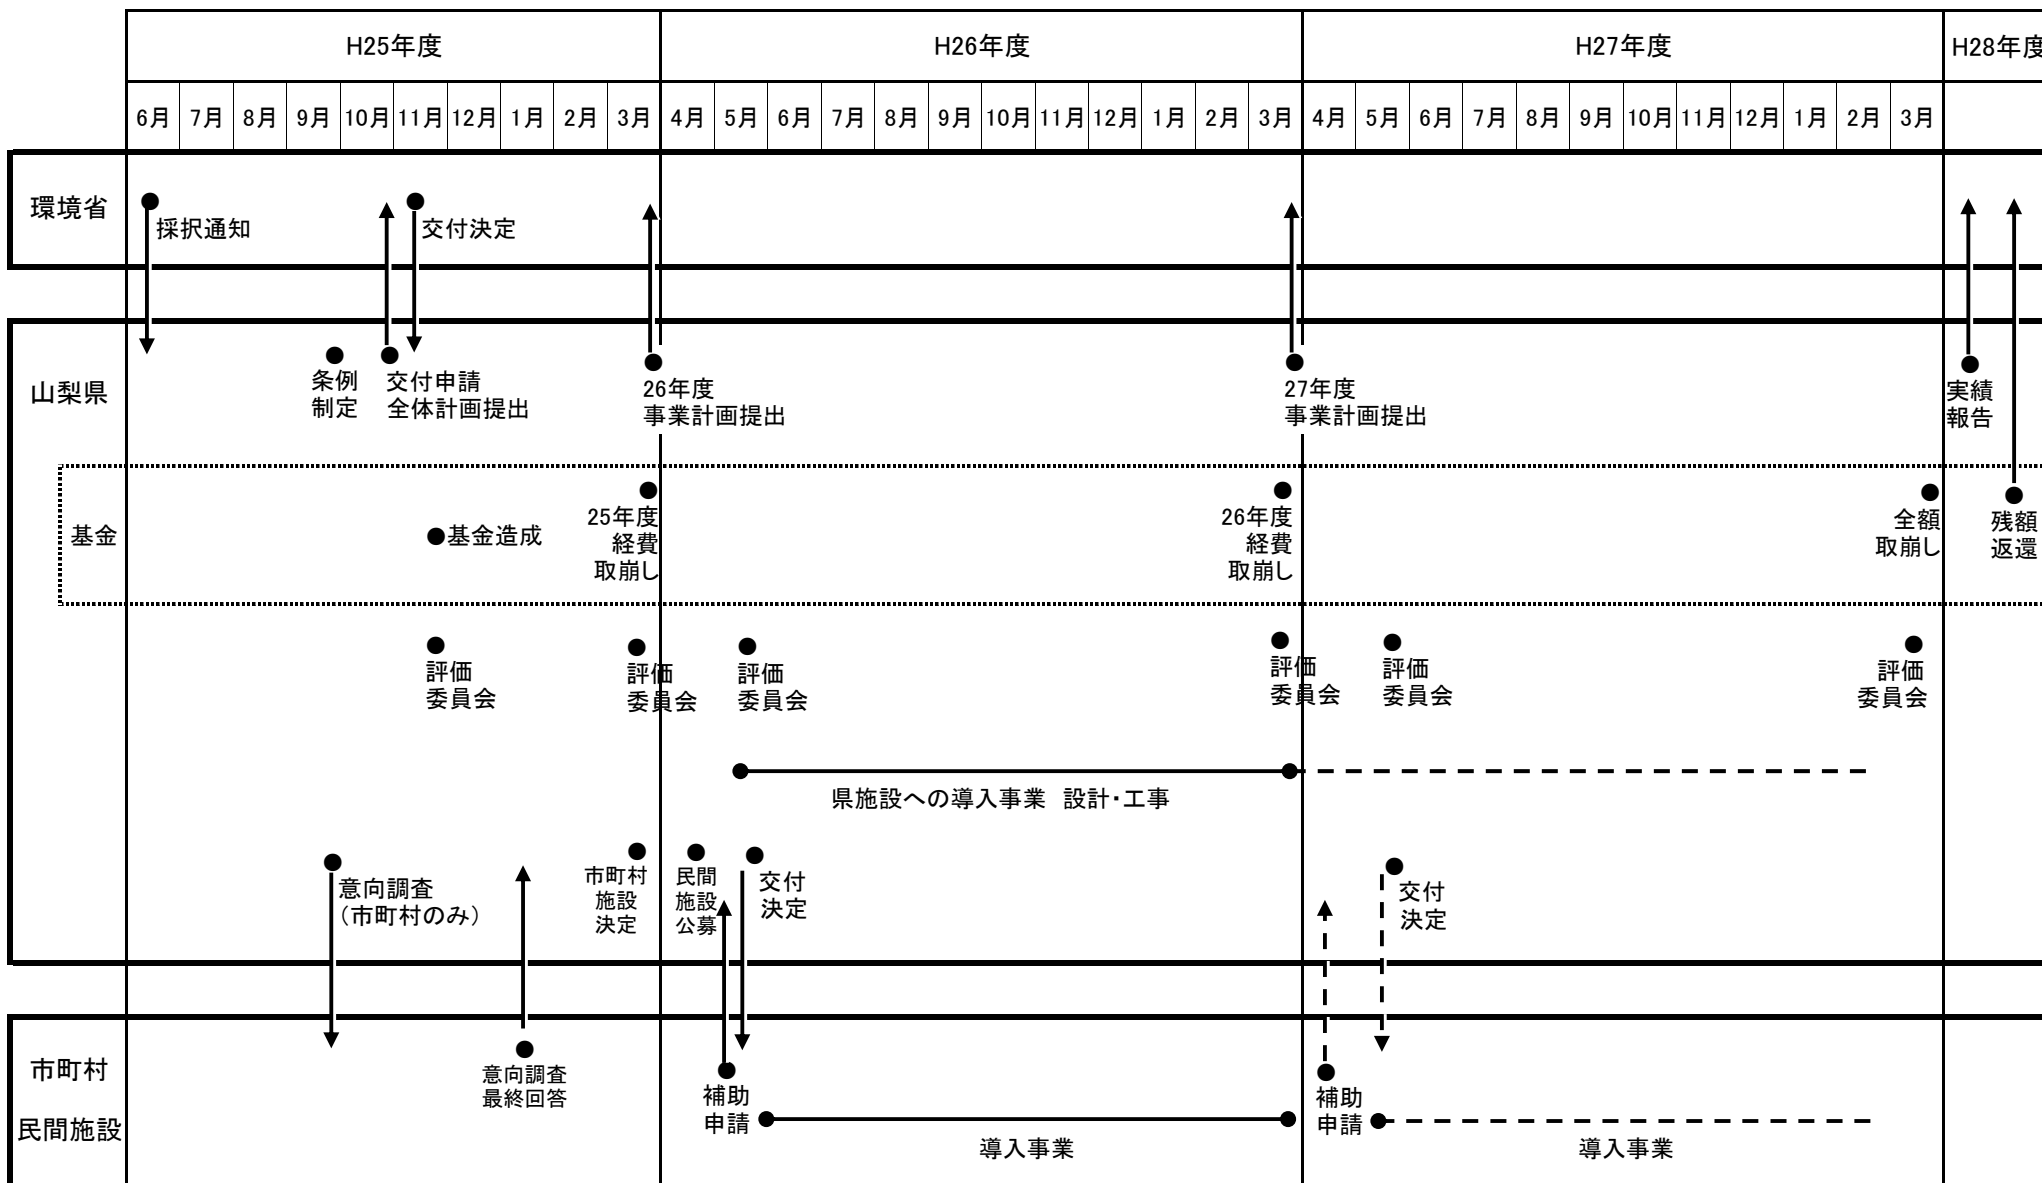 H25年度 H26年度 H27年度 H28年度
6月 7月 8月 9月 10月 11月 12月 1月 2月 3月 4月 5月 6月 7月 8月 9月 10月 11月 12月 1月 2月 3月 4月 5月 6月 7月 8月 9月 10月 11月 12月 1月 2月 3月
環境省
採択通知
交付決定
山梨県
条例
制定
交付申請
全体計画提出
26年度
事業計画提出
27年度
事業計画提出
実績
報告
基金
基金造成
25年度
経費
取崩し
26年度
経費
取崩し
全額
取崩し
残額
返還
評価
委員会
評価
委員会
評価
委員会
評価
委員会
評価
委員会
評価
委員会
県施設への導入事業 設計・工事
意向調査
（市町村のみ）
市町村
施設
決定
民間
施設
公募
交付
決定
交付
決定
市町村
民間施設
意向調査
最終回答
補助
申請
導入事業
補助
申請
導入事業